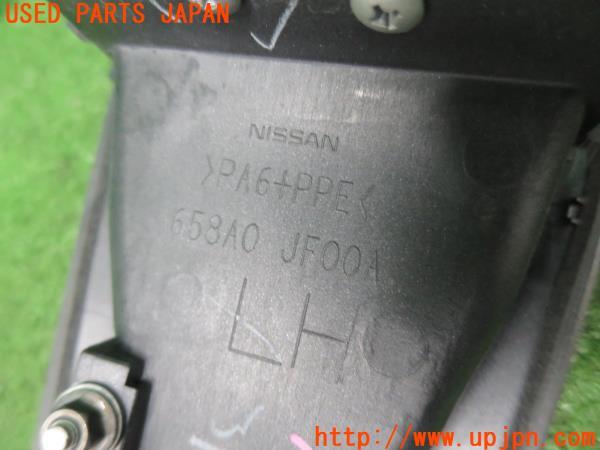 USED PARTS JAPAN
NISSAN
>PA6+PPE<
658A0 JF00A
LH
http://www.upjpn.com/